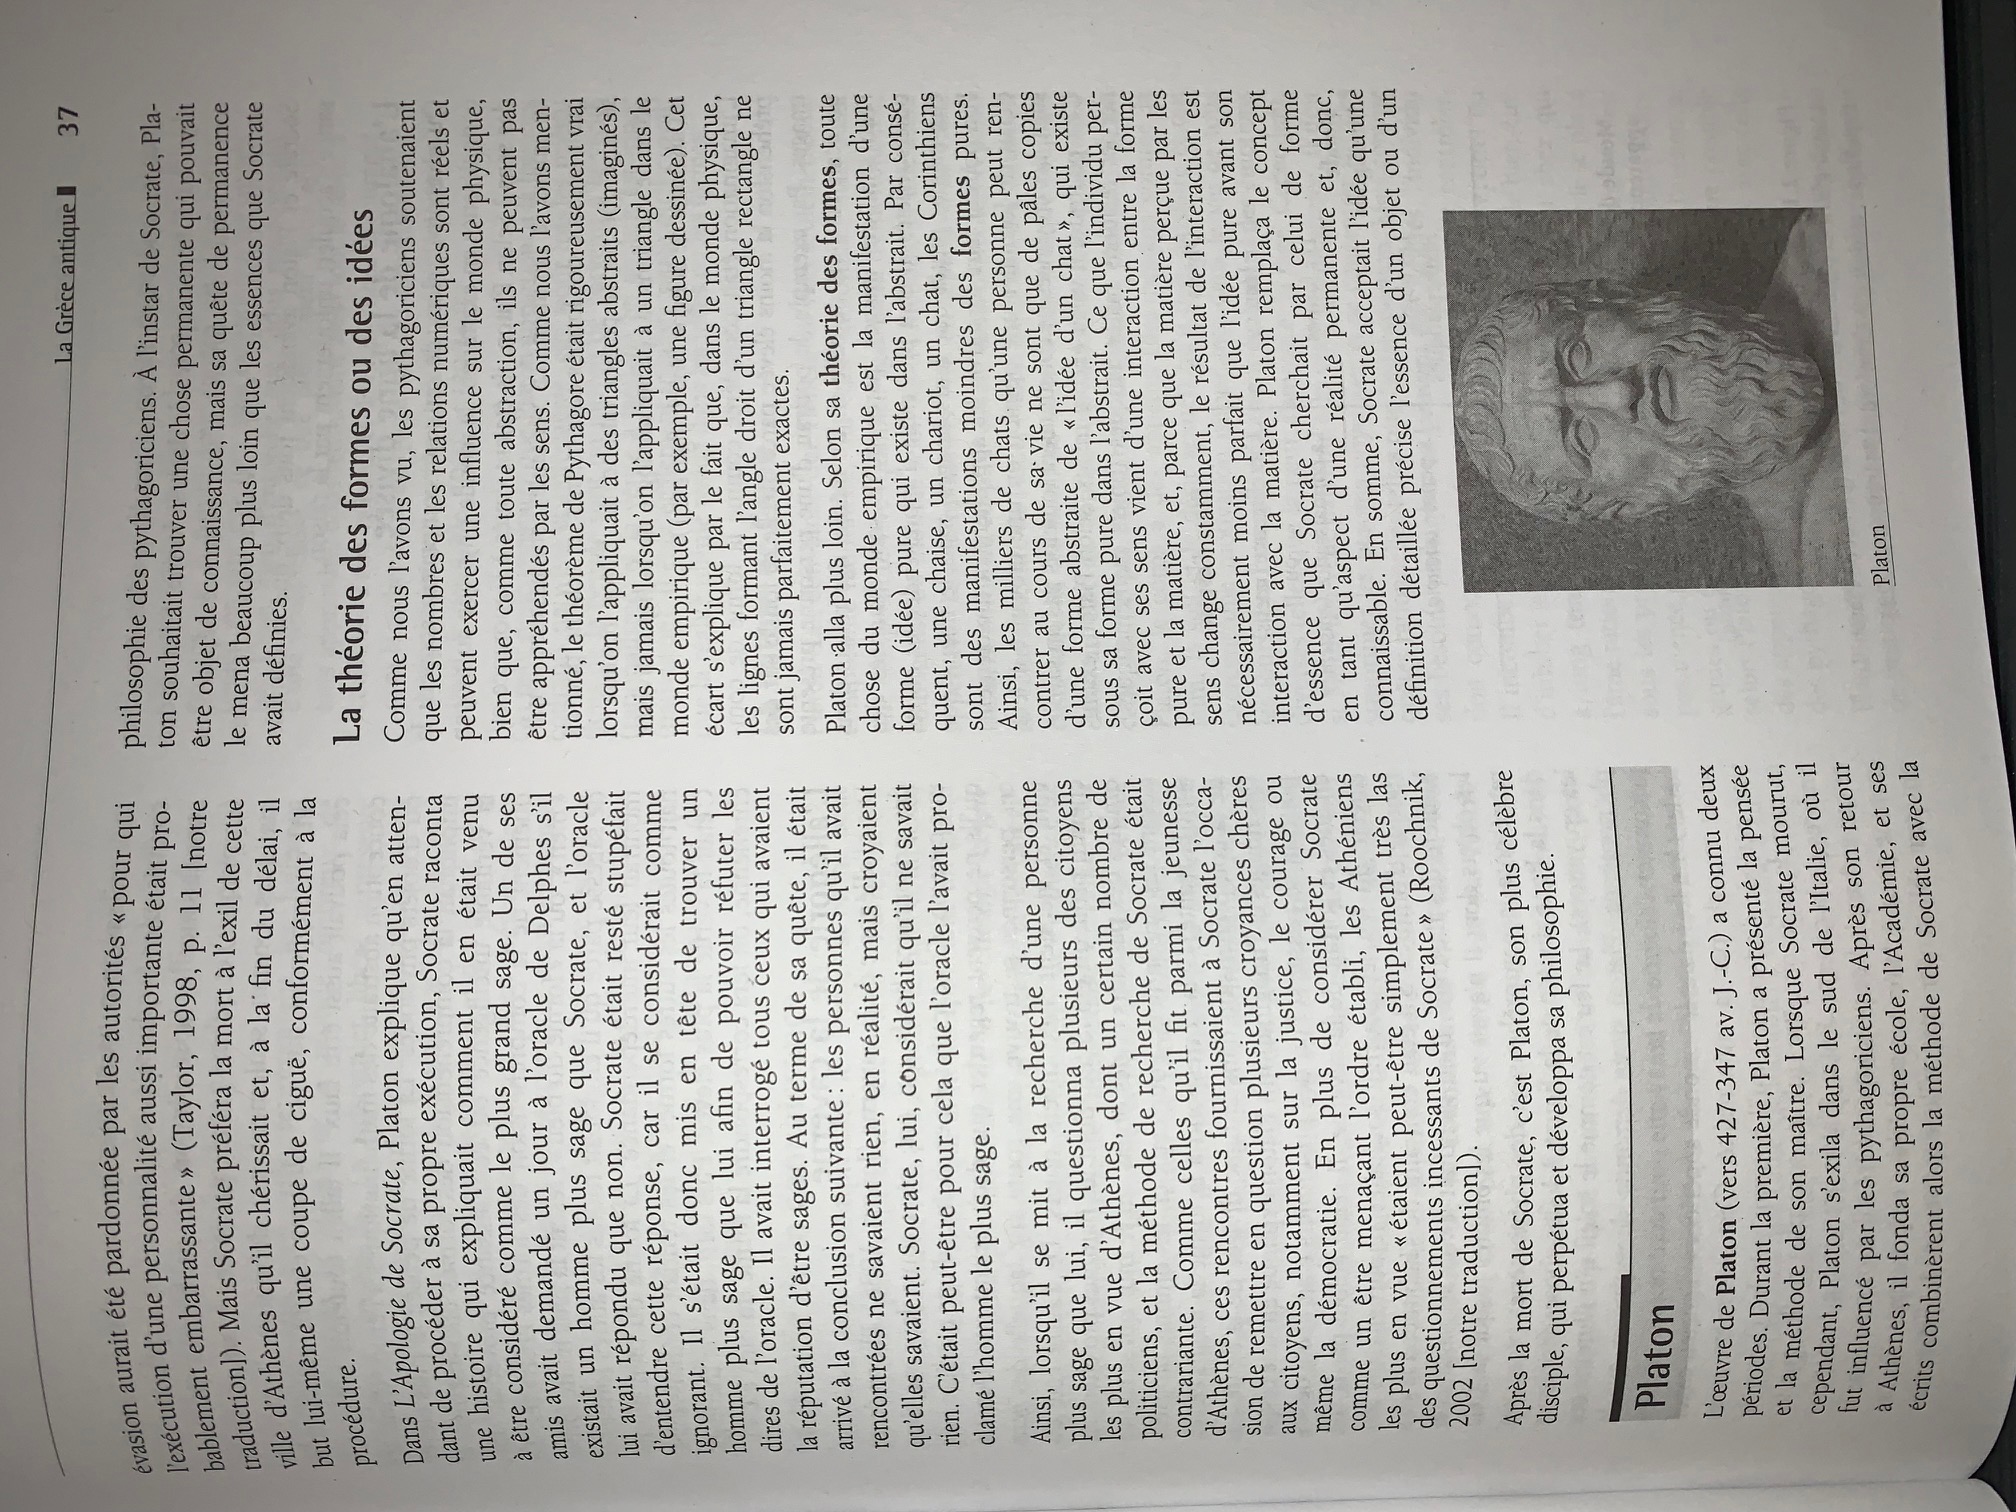 La Grèce antique 37
évasion aurait été pardonnée par les autorités « pour qui
l'exécution d'une personnalité aussi importante était pro-
bablement embarrassante » (Taylor, 1998, p. 11 [notre
traduction]). Mais Socrate préféra la mort à l'exil de cette
ville d'Athènes qu'il chérissait et, à la fin du délai, il
but lui-même une coupe de ciguë, conformément à la
procédure.
Dans L'Apologie de Socrate, Platon explique qu'en atten-
dant de procéder à sa propre exécution, Socrate raconta
une histoire qui expliquait comment il en était venu
à être considéré comme le plus grand sage. Un de ses
amis avait demandé un jour à l'oracle de Delphes s'il
existait un homme plus sage que Socrate, et l'oracle
lui avait répondu que non. Socrate était resté stupéfait
d'entendre cette réponse, car il se considérait comme
ignorant. Il s'était donc mis en tête de trouver un
homme plus sage que lui afin de pouvoir réfuter les
dires de l'oracle. Il avait interrogé tous ceux qui avaient
la réputation d'être sages. Au terme de sa quête, il était
arrivé à la conclusion suivante : les personnes qu'il avait
rencontrées ne savaient rien, en réalité, mais croyaient
qu'elles savaient. Socrate, lui, considérait qu'il ne savait
rien. C'était peut-être pour cela que l'oracle l'avait pro-
clamé l'homme le plus sage.
Ainsi, lorsqu'il se mit à la recherche d'une personne
plus sage que lui, il questionna plusieurs des citoyens
les plus en vue d'Athènes, dont un certain nombre de
politiciens, et la méthode de recherche de Socrate était
contrariante. Comme celles qu'il fit parmi la jeunesse
d'Athènes, ces rencontres fournissaient à Socrate l'occa-
sion de remettre en question plusieurs croyances chères
aux citoyens, notamment sur la justice, le courage ou
même la démocratie. En plus de considérer Socrate
comme un être menaçant l'ordre établi, les Athéniens
les plus en vue « étaient peut-être simplement très las
des questionnements incessants de Socrate » (Roochnik,
2002 [notre traduction]).
Après la mort de Socrate, c'est Platon, son plus célèbre
disciple, qui perpétua et développa sa philosophie.
Platon
L'œuvre de Platon (vers 427-347 av. J.-C.) a connu deux
périodes. Durant la première, Platon a présenté la pensée
et la méthode de son maître. Lorsque Socrate mourut,
cependant, Platon s'exila dans le sud de l'Italie, où il
fut influencé par les pythagoriciens. Après son retour
à Athènes, il fonda sa propre école, l'Académie, et ses
écrits combinèrent alors la méthode de Socrate avec la
philosophie des pythagoriciens. À l'instar de Socrate, Pla-
ton souhaitait trouver une chose permanente qui pouvait
être objet de connaissance, mais sa quête de permanence
le mena beaucoup plus loin que les essences que Socrate
avait définies.
La théorie des formes ou des idées
Comme nous l'avons vu, les pythagoriciens soutenaient
que les nombres et les relations numériques sont réels et
peuvent exercer une influence sur le monde physique,
bien que, comme toute abstraction, ils ne peuvent pas
être appréhendés par les sens. Comme nous l'avons men-
tionné, le théorème de Pythagore était rigoureusement vrai
lorsqu'on l'appliquait à des triangles abstraits (imaginés),
mais jamais lorsqu'on l'appliquait à un triangle dans le
monde empirique (par exemple, une figure dessinée). Cet
écart s'explique par le fait que, dans le monde physique,
les lignes formant l'angle droit d'un triangle rectangle ne
sont jamais parfaitement exactes.
Platon alla plus loin. Selon sa théorie des formes, toute
chose du monde empirique est la manifestation d'une
forme (idée) pure qui existe dans l'abstrait. Par consé-
quent, une chaise, un chariot, un chat, les Corinthiens
sont des manifestations moindres des formes pures.
Ainsi, les milliers de chats qu'une personne peut ren-
contrer au cours de sa vie ne sont que de pâles copies
d'une forme abstraite de « l'idée d'un chat », qui existe
sous sa forme pure dans l'abstrait. Ce que l'individu per-
çoit avec ses sens vient d'une interaction entre la forme
pure et la matière, et, parce que la matière perçue par les
sens change constamment, le résultat de l'interaction est
nécessairement moins parfait que l'idée pure avant son
interaction avec la matière. Platon remplaça le concept
d'essence que Socrate cherchait par celui de forme
en tant qu'aspect d'une réalité permanente et, donc,
connaissable. En somme, Socrate acceptait l'idée qu'une
définition détaillée précise l'essence d'un objet ou d'un
Platon